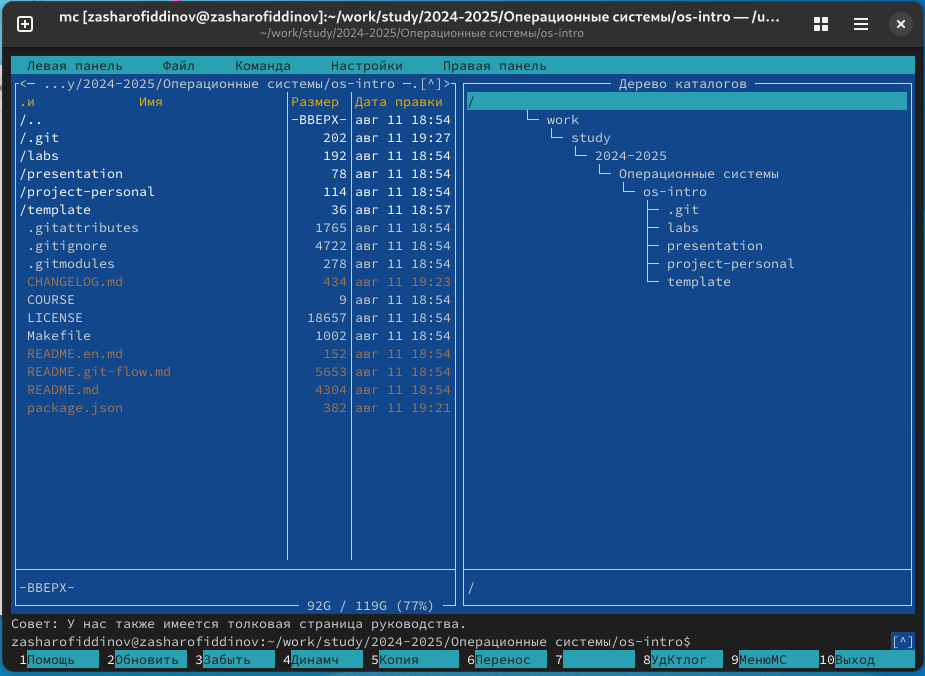 mc [zasharofiddinov@zasharofiddinov]:~/work/study/2024-2025/Операционные системы/os-intro — /u...
~/work/study/2024-2025/Операционные системы/os-intro
Левая панель Файл Команда Настройки Правая панель
<— ...y/2024-2025/Операционные системы/os-intro —.[^]>
.и Имя Размер Дата правки
/.. -ВВЕРХ- авг 11 18:54
/.git 202 авг 11 19:27
/labs 192 авг 11 18:54
/presentation 78 авг 11 18:54
/project-personal 114 авг 11 18:54
/template 36 авг 11 18:57
.gitattributes 1765 авг 11 18:54
.gitignore 4722 авг 11 18:54
.gitmodules 278 авг 11 18:54
CHANGELOG.md 434 авг 11 19:23
COURSE 9 авг 11 18:54
LICENSE 18657 авг 11 18:54
Makefile 1002 авг 11 18:54
README.en.md 152 авг 11 18:54
README.git-flow.md 5653 авг 11 18:54
README.md 4304 авг 11 18:54
package.json 382 авг 11 19:21
-ВВЕРХ-
92G / 119G (77%)
Дерево каталогов
/
work
study
2024-2025
Операционные системы
os-intro
.git
labs
presentation
project-personal
template
/
Совет: У нас также имеется толковая страница руководства.
zasharofiddinov@zasharofiddinov:~/work/study/2024-2025/Операционные системы/os-intro$ [^]
1Помощь 2Обновить 3Забыть 4Динамч 5Копия 6Перенос 7 8УдКтлог 9МенюMC 10Выход